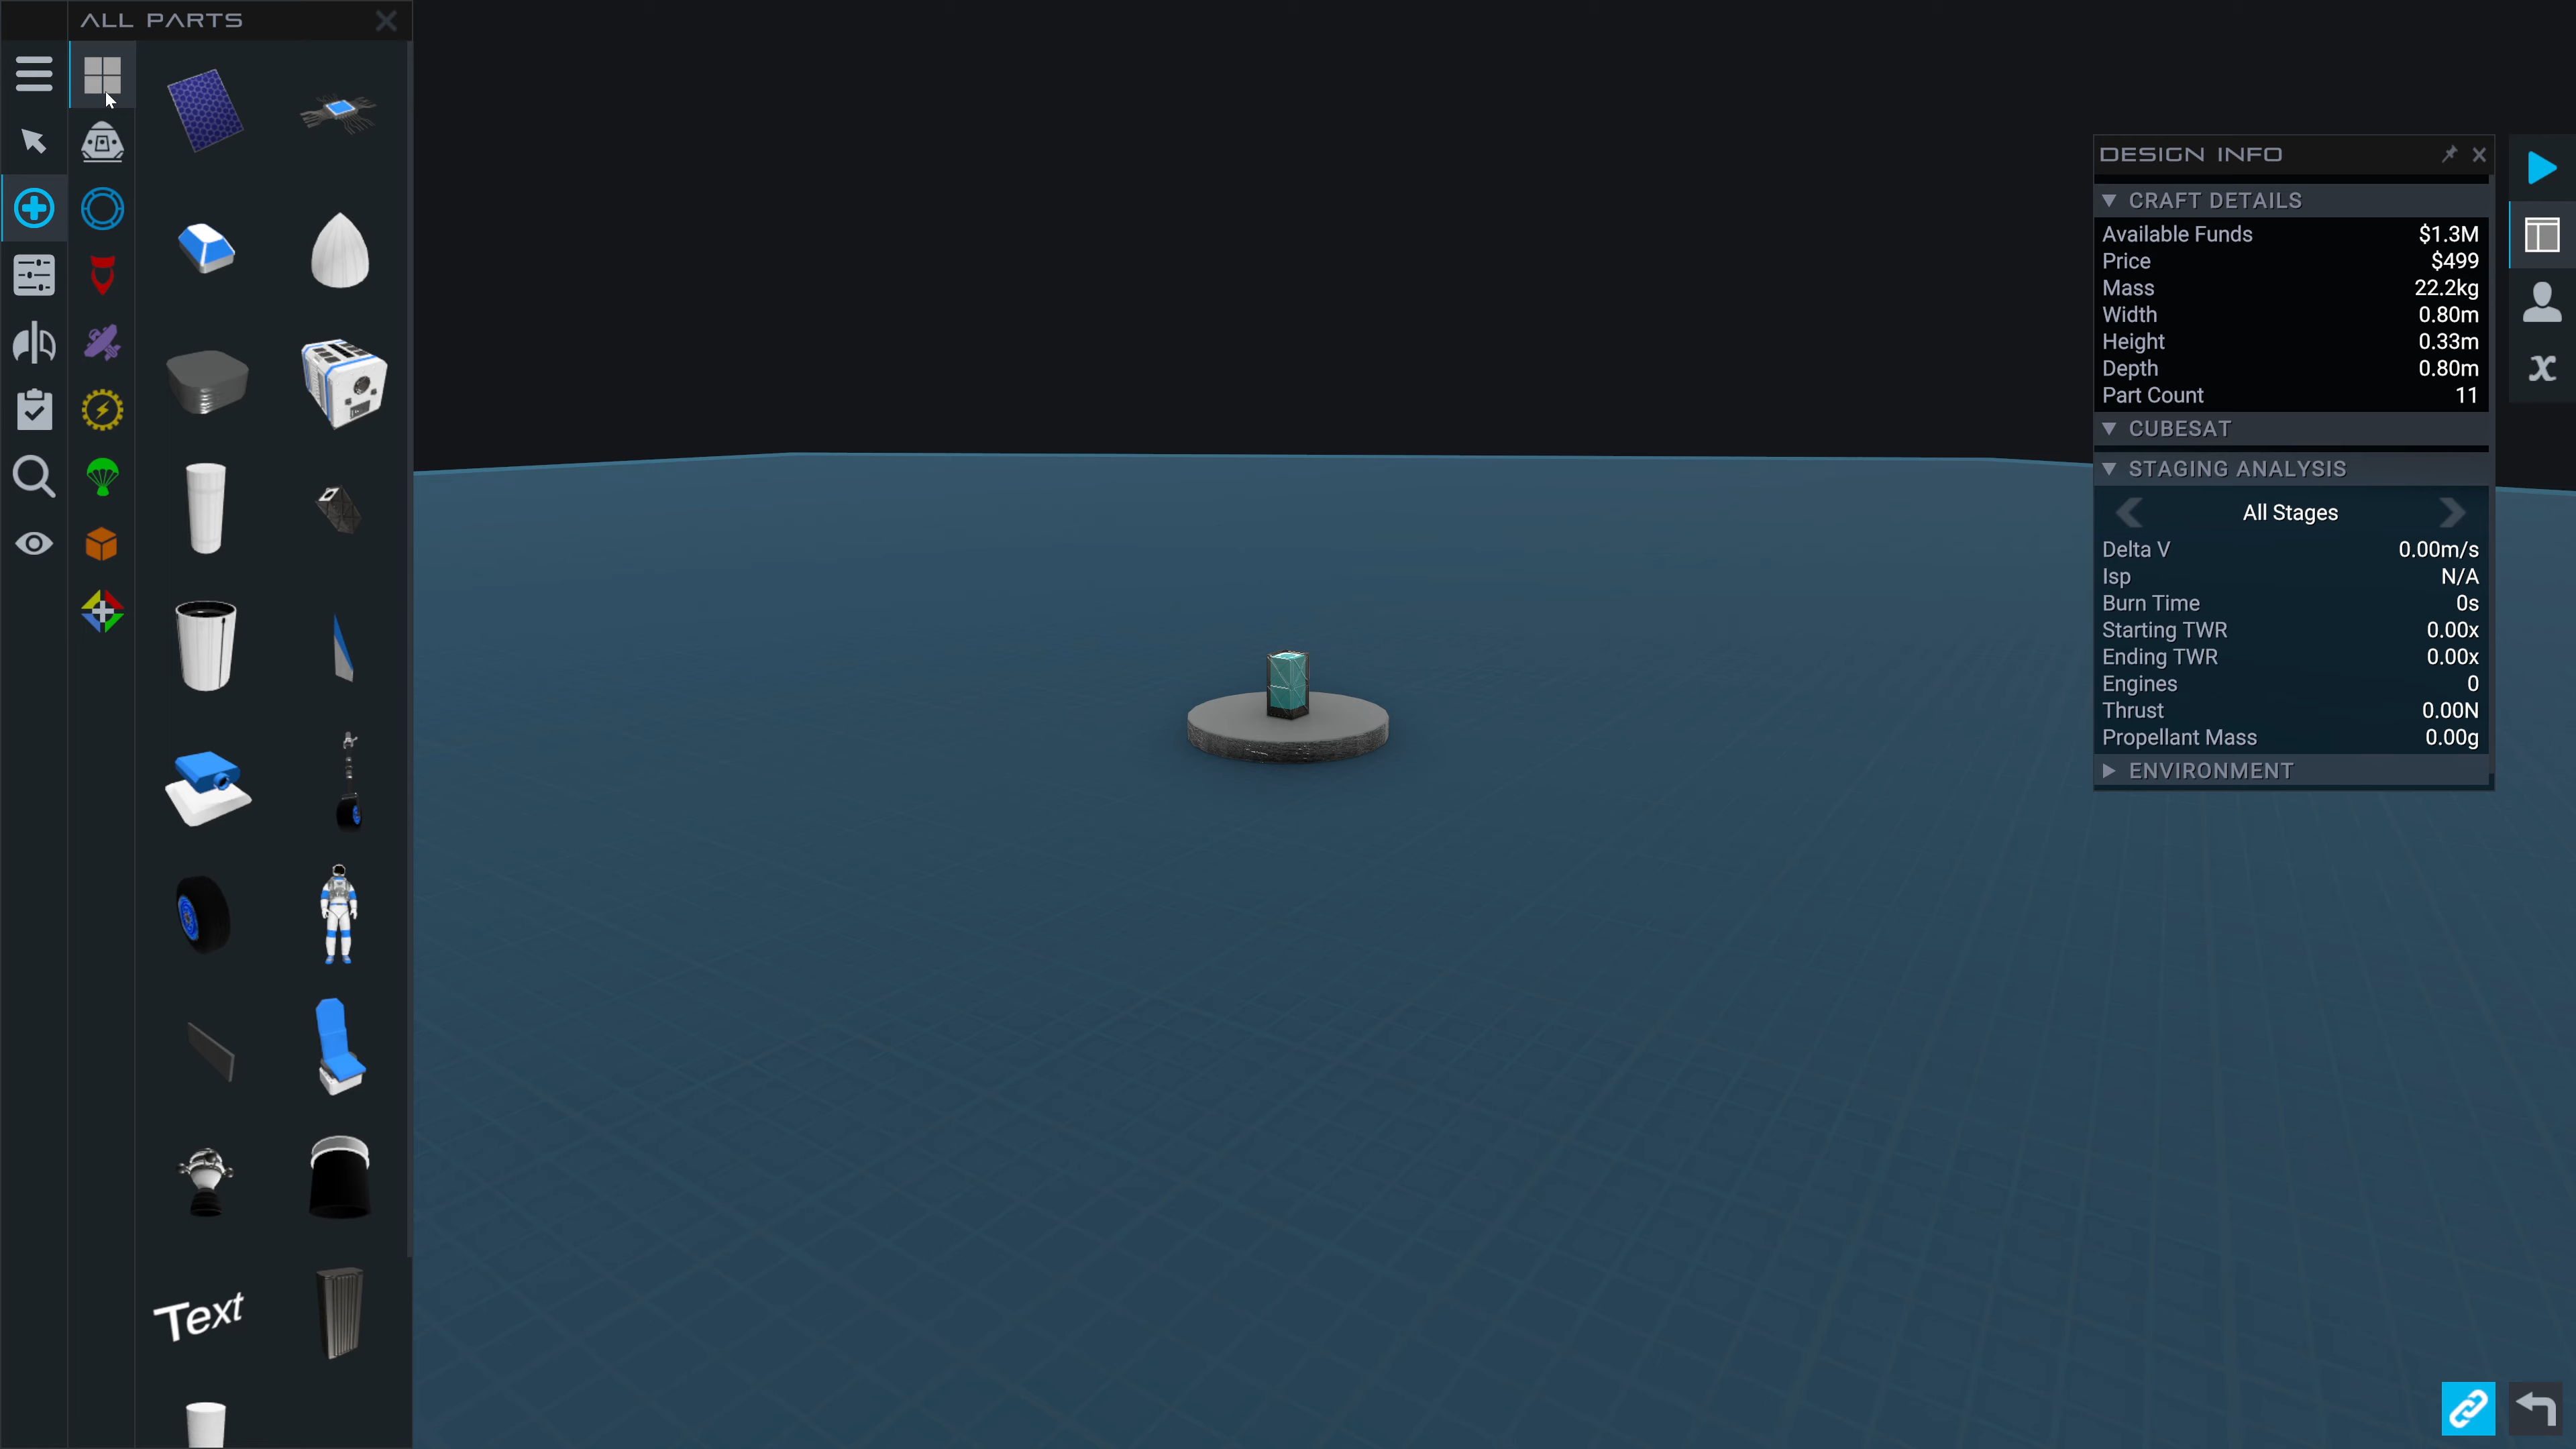 ALL PARTS
Text
DESIGN INFO
CRAFT DETAILS
Available Funds $1.3M
Price $499
Mass 22.2kg
Width 0.80m
Height 0.33m
Depth 0.80m
Part Count 11
CUBESAT
STAGING ANALYSIS
All Stages
Delta V 0.00m/s
Isp N/A
Burn Time 0s
Starting TWR 0.00x
Ending TWR 0.00x
Engines 0
Thrust 0.00N
Propellant Mass 0.00g
ENVIRONMENT
x